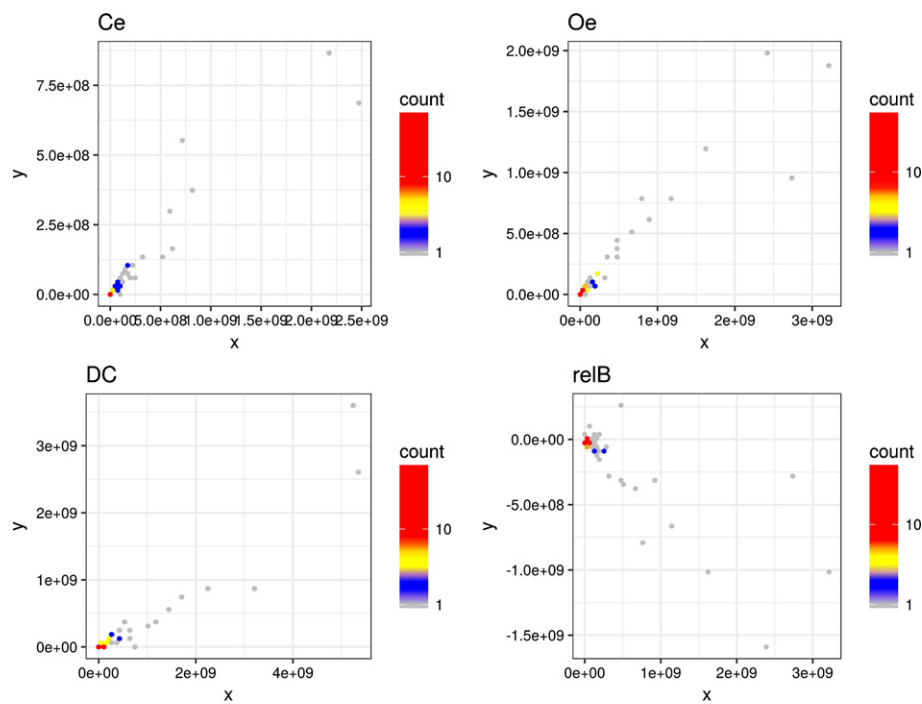 Ce
7.5e+08
5.0e+08
2.5e+08
0.0e+00
y
0.0e+00 5.0e+08 1.0e+09 1.5e+09 2.0e+09 2.5e+09
x
count
10
1
Oe
2.0e+09
1.5e+09
1.0e+09
5.0e+08
0.0e+00
y
0e+00 1e+09 2e+09 3e+09
x
count
10
1
DC
3e+09
2e+09
1e+09
0e+00
y
0e+00 2e+09 4e+09
x
count
10
1
relB
0.0e+00
-5.0e+08
-1.0e+09
-1.5e+09
y
0e+00 1e+09 2e+09 3e+09
x
count
10
1